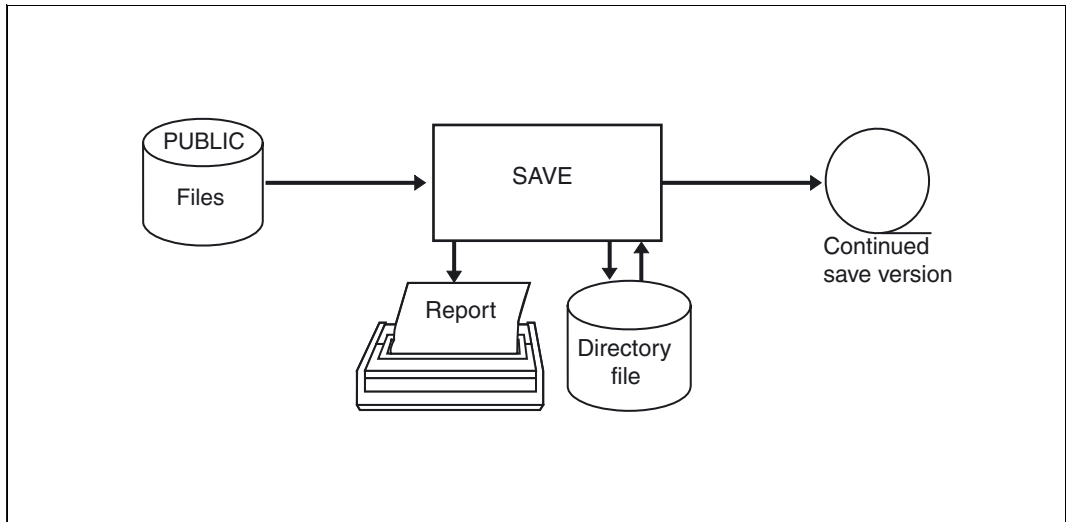 PUBLIC
Files
SAVE
Continued
save version
Report
Directory
file